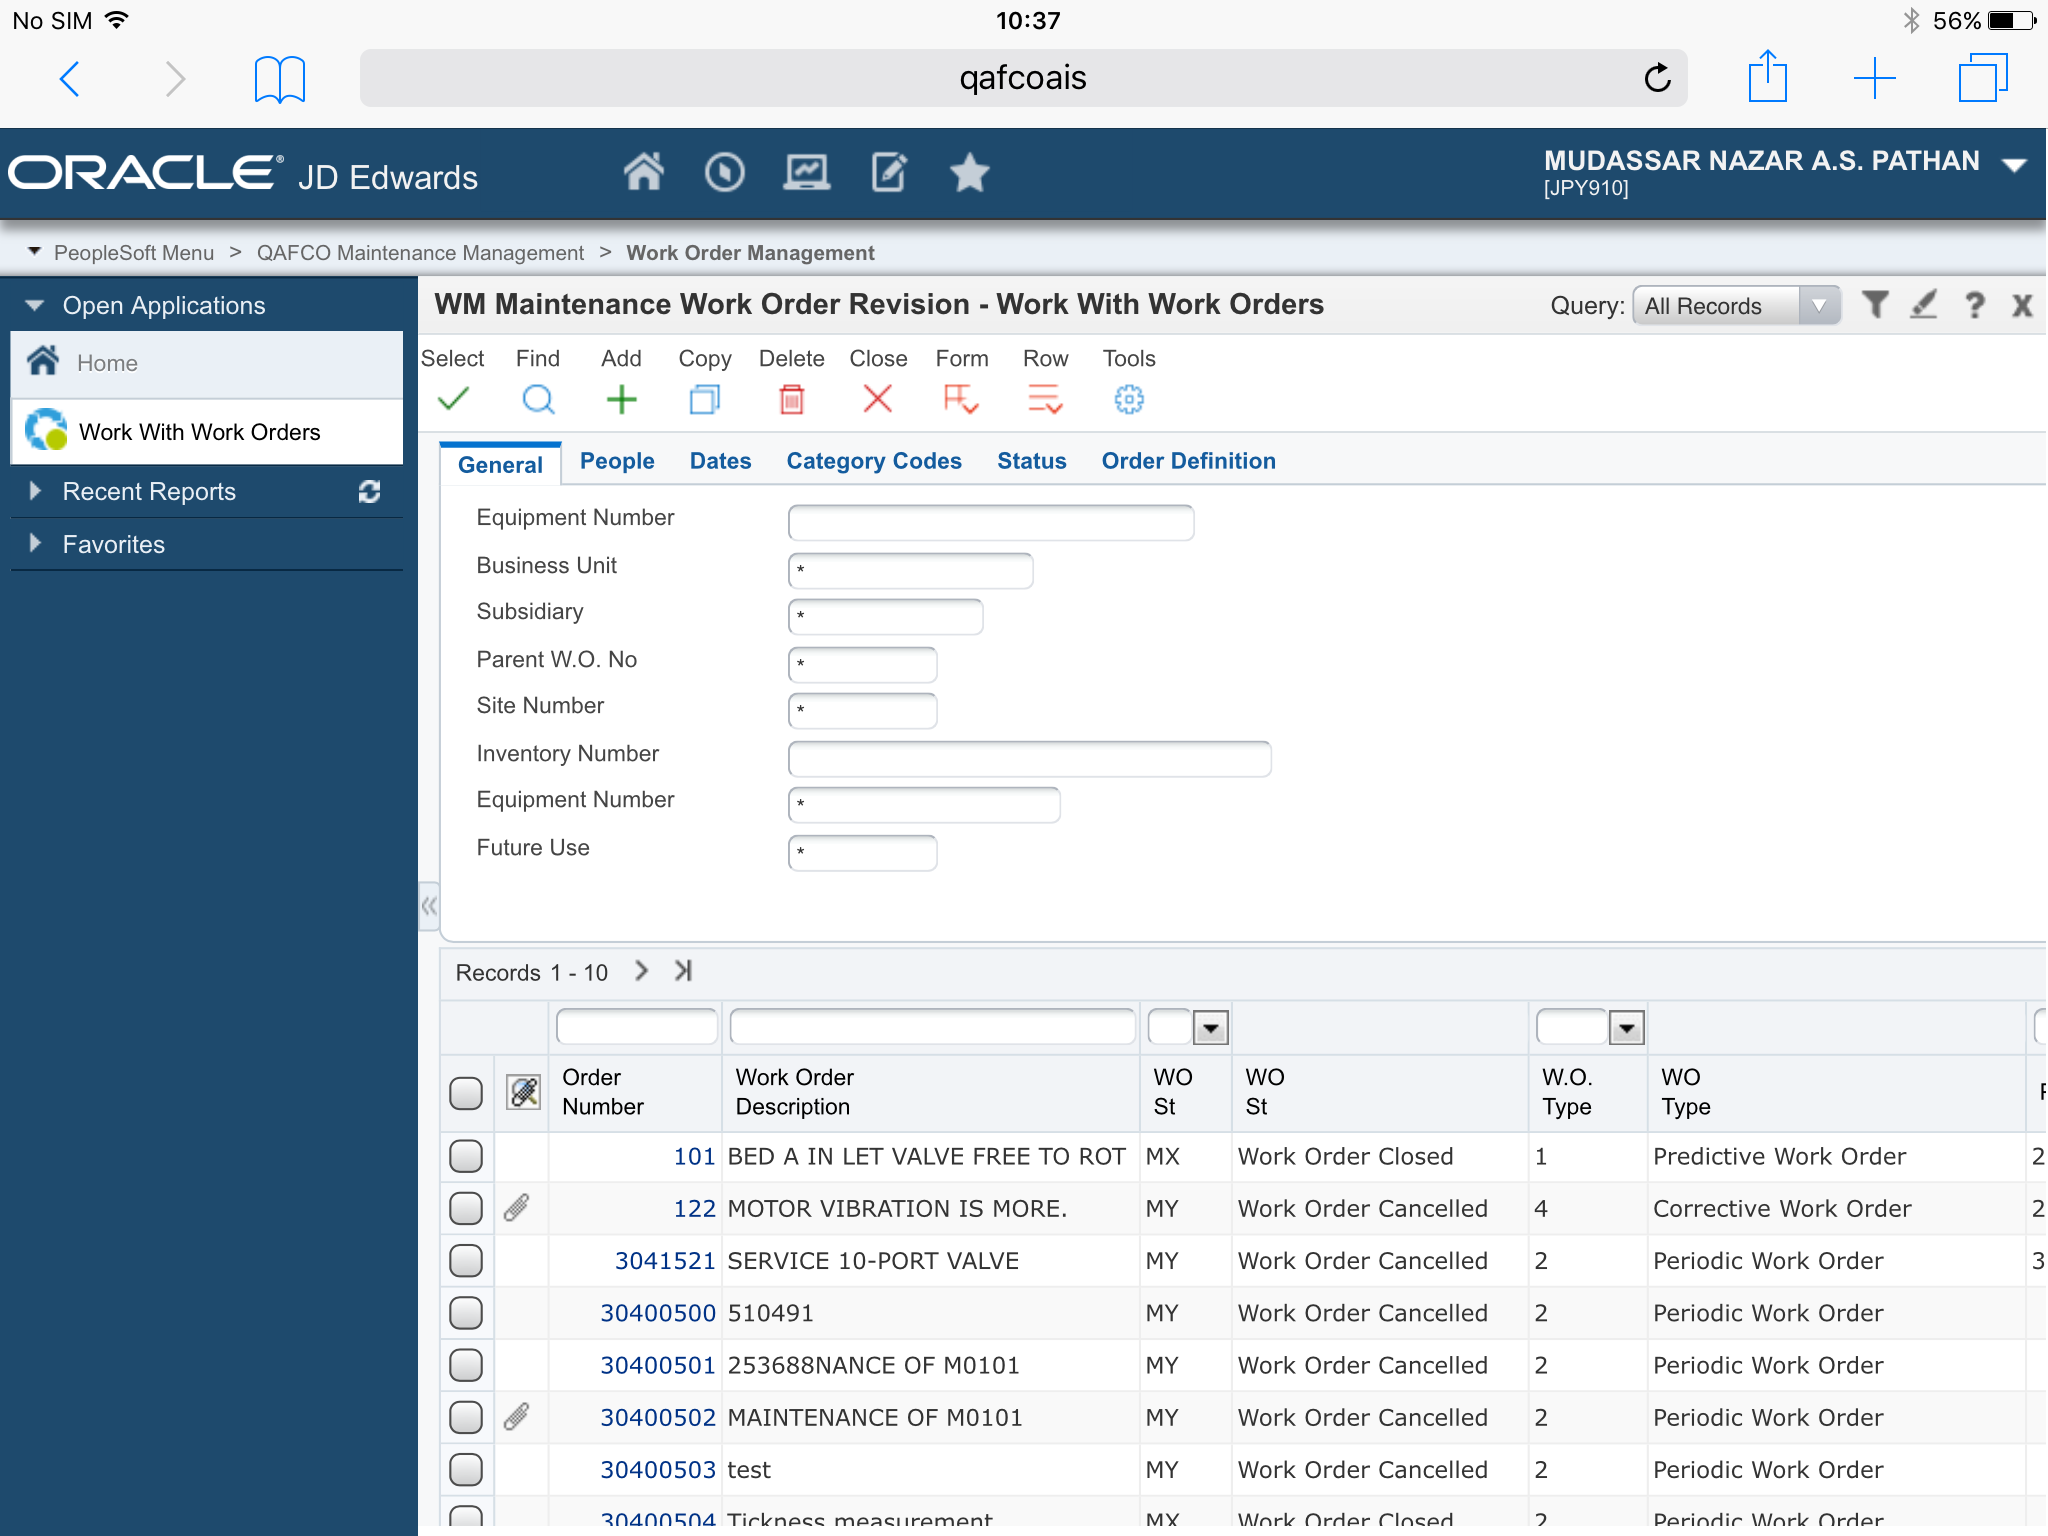 No SIM 10:37 56%
qafcoais
ORACLE® JD Edwards
MUDASSAR NAZAR A.S. PATHAN
[JPY910]
PeopleSoft Menu > QAFCO Maintenance Management > Work Order Management
Open Applications
Home
Work With Work Orders
Recent Reports
Favorites
WM Maintenance Work Order Revision - Work With Work Orders
Query: All Records ? X
Select Find Add Copy Delete Close Form Row Tools
General People Dates Category Codes Status Order Definition
Equipment Number
Business Unit *
Subsidiary *
Parent W.O. No *
Site Number *
Inventory Number
Equipment Number *
Future Use *
Records 1 - 10
Order Number Work Order Description WO St WO St W.O. Type WO Type
101 BED A IN LET VALVE FREE TO ROT MX Work Order Closed 1 Predictive Work Order 2
122 MOTOR VIBRATION IS MORE. MY Work Order Cancelled 4 Corrective Work Order 2
3041521 SERVICE 10-PORT VALVE MY Work Order Cancelled 2 Periodic Work Order 3
30400500 510491 MY Work Order Cancelled 2 Periodic Work Order
30400501 253688NANCE OF M0101 MY Work Order Cancelled 2 Periodic Work Order
30400502 MAINTENANCE OF M0101 MY Work Order Cancelled 2 Periodic Work Order
30400503 test MY Work Order Cancelled 2 Periodic Work Order
30400504 Tickness measurement MX Work Order Closed 2 Periodic Work Order